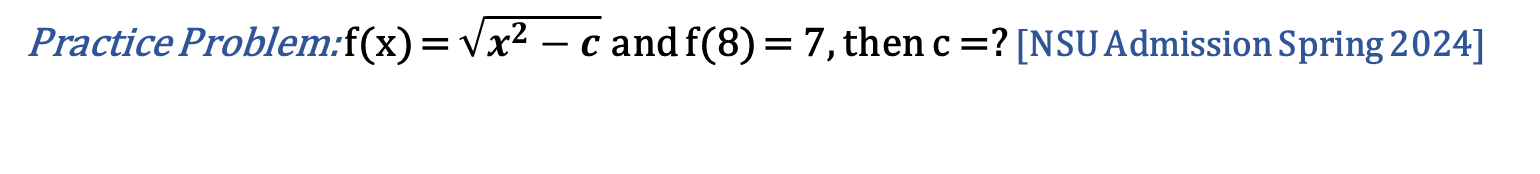 Practice Problem: f(x) = √x² − c and f(8) = 7, then c =? [NSU Admission Spring 2024]